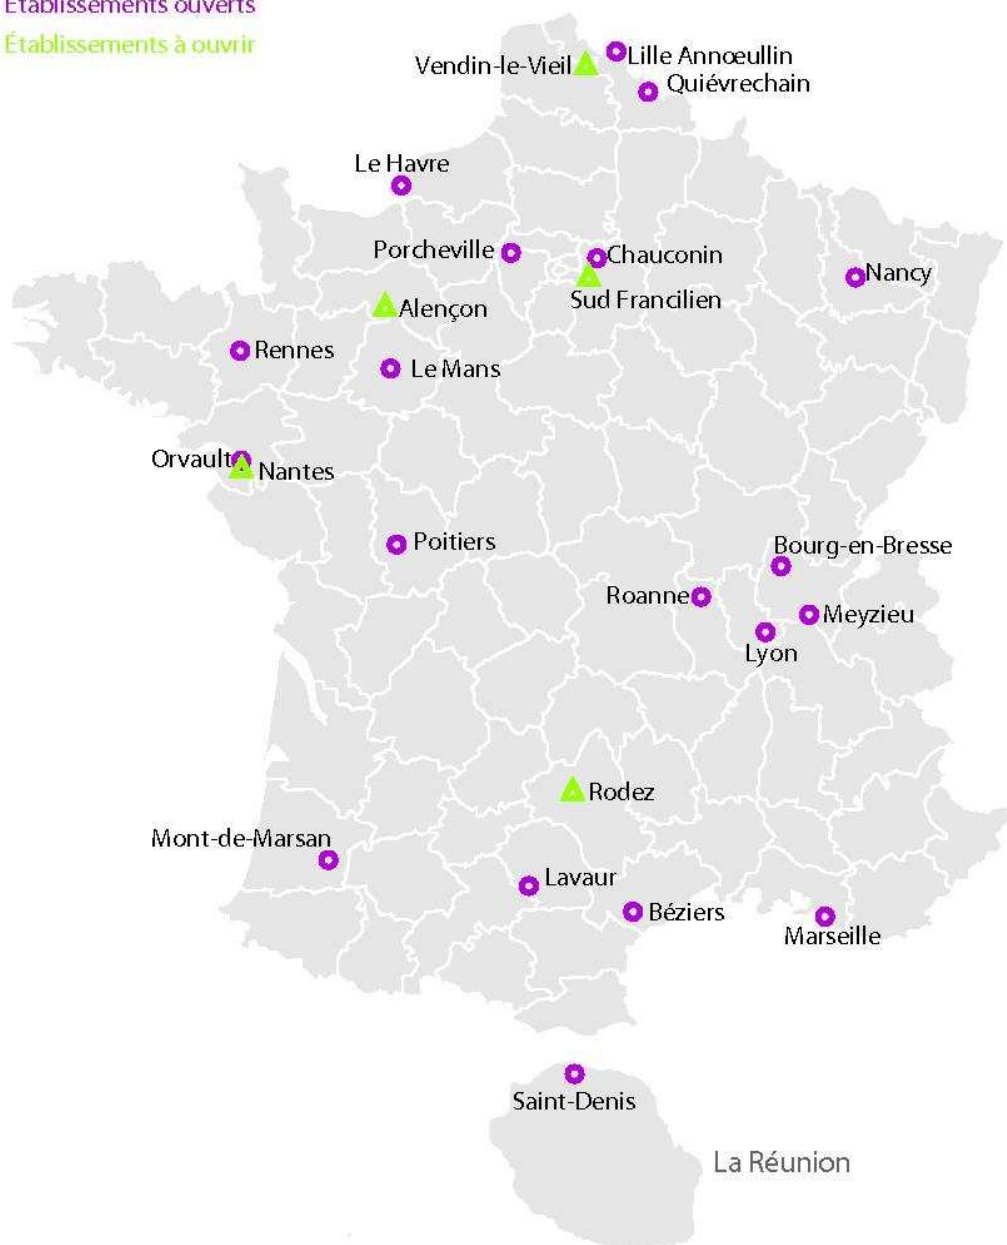 Établissements ouverts
Établissements à ouvrir
Vendin-le-Vieil
Lille Annœullin
Quiévrechain
Le Havre
Porcheville
Chauconin
Nancy
Sud Francilien
Alençon
Rennes
Le Mans
Orvault
Nantes
Poitiers
Bourg-en-Bresse
Roanne
Meyzieu
Lyon
Rodez
Mont-de-Marsan
Lavaur
Béziers
Marseille
Saint-Denis
La Réunion